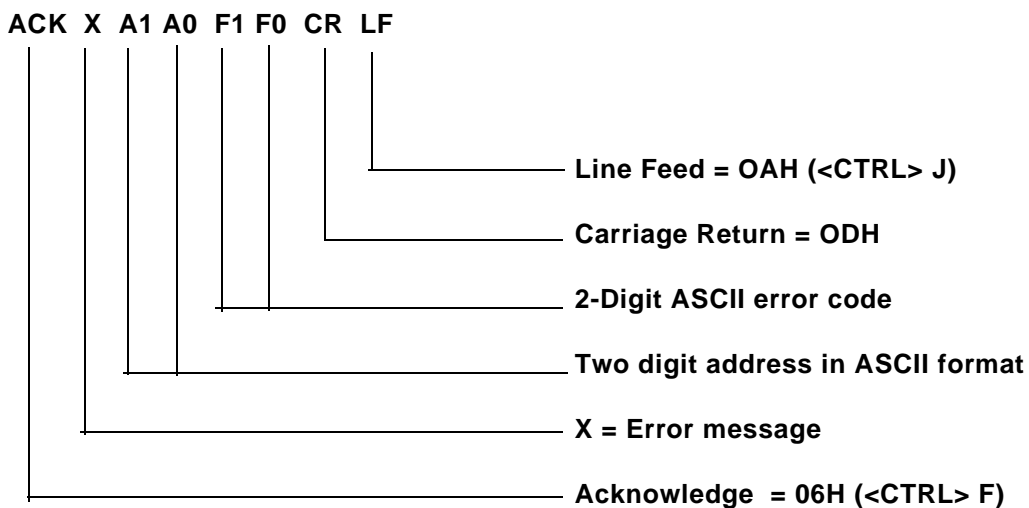 ACK X A1 A0 F1 F0 CR LF
Line Feed = OAH (<CTRL> J)
Carriage Return = ODH
2-Digit ASCII error code
Two digit address in ASCII format
X = Error message
Acknowledge = 06H (<CTRL> F)